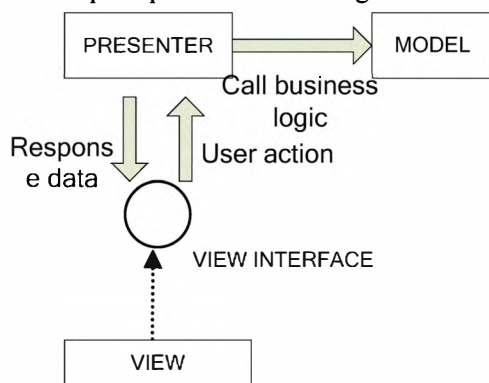 PRESENTER
MODEL
Call business
logic
Respons
e data
User action
VIEW INTERFACE
VIEW